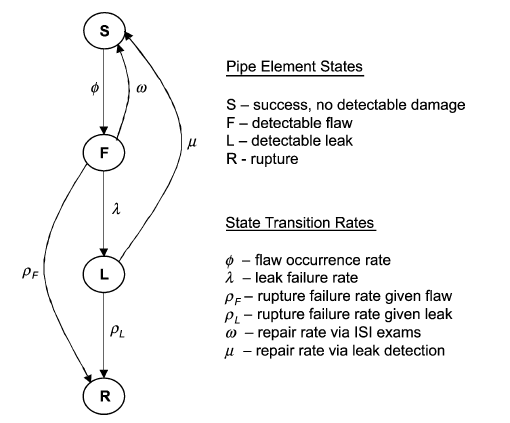 S
ϕ
ω
μ
F
λ
ρF
L
ρL
R
Pipe Element States
S – success, no detectable damage
F – detectable flaw
L – detectable leak
R - rupture
State Transition Rates
ϕ – flaw occurrence rate
λ – leak failure rate
ρF – rupture failure rate given flaw
ρL – rupture failure rate given leak
ω – repair rate via ISI exams
μ – repair rate via leak detection